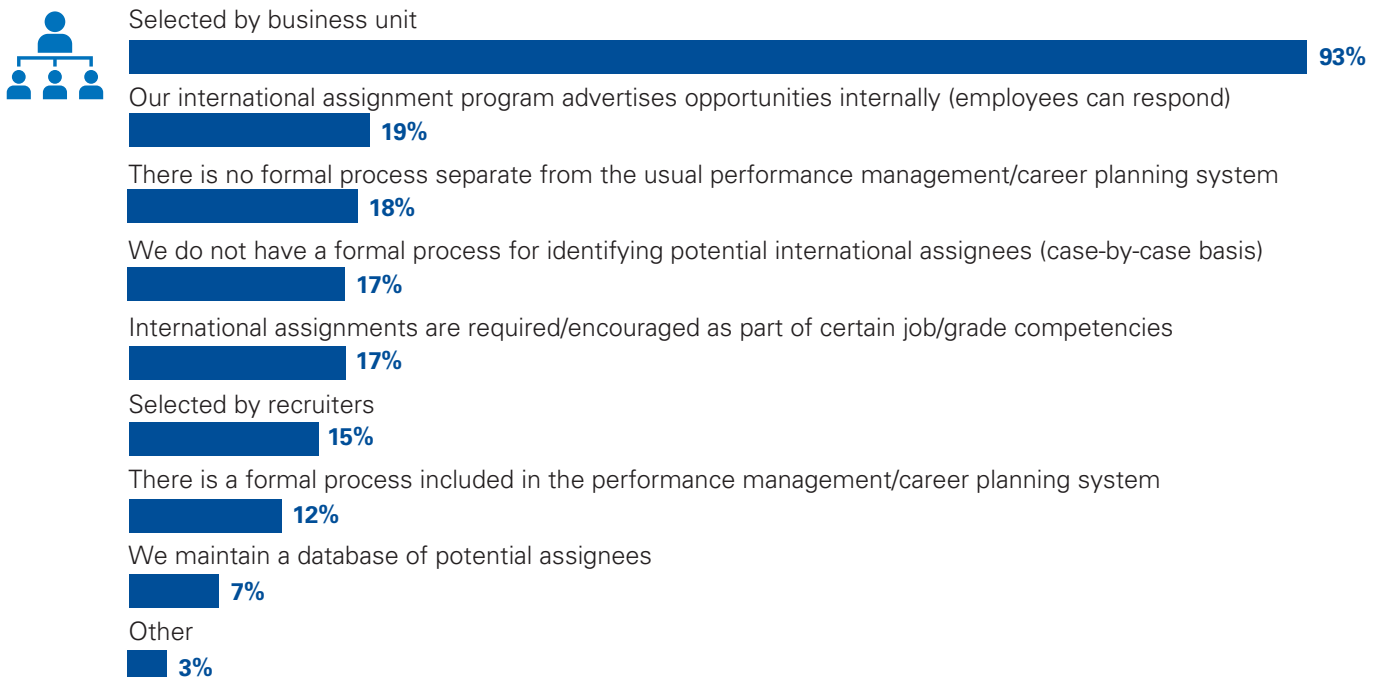 Selected by business unit
93%
Our international assignment program advertises opportunities internally (employees can respond)
19%
There is no formal process separate from the usual performance management/career planning system
18%
We do not have a formal process for identifying potential international assignees (case-by-case basis)
17%
International assignments are required/encouraged as part of certain job/grade competencies
17%
Selected by recruiters
15%
There is a formal process included in the performance management/career planning system
12%
We maintain a database of potential assignees
7%
Other
3%